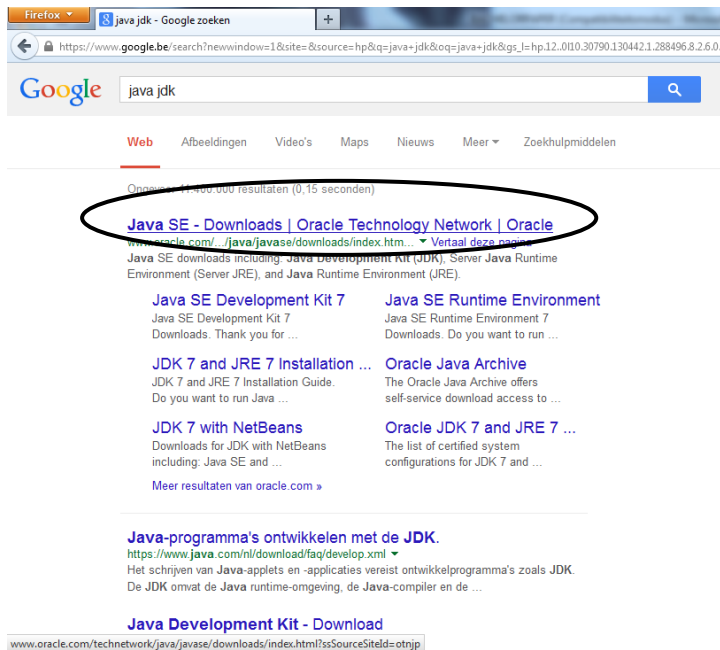 Firefox
java jdk - Google zoeken
https://www.google.be/search?newwindow=1&site=&source=hp&q=java+jdk&oq=java+jdk&gs_l=hp.12..0l10.30790.130442.1.288496.8.2.6.0.
Google
java jdk
Web Afbeeldingen Video's Maps Nieuws Meer Zoekhulpmiddelen
Ongeveer 11.400.000 resultaten (0,15 seconden)
Java SE - Downloads | Oracle Technology Network | Oracle
www.oracle.com/.../java/javase/downloads/index.htm... Vertaal deze pagina
Java SE downloads including: Java Development Kit (JDK), Server Java Runtime
Environment (Server JRE), and Java Runtime Environment (JRE).
Java SE Development Kit 7
Java SE Development Kit 7
Downloads. Thank you for ...
Java SE Runtime Environment
Java SE Runtime Environment 7
Downloads. Do you want to run ...
JDK 7 and JRE 7 Installation ...
JDK 7 and JRE 7 Installation Guide.
Do you want to run Java ...
Oracle Java Archive
The Oracle Java Archive offers
self-service download access to ...
JDK 7 with NetBeans
Downloads for JDK with NetBeans
including: Java SE and ...
Oracle JDK 7 and JRE 7 ...
The list of certified system
configurations for JDK 7 and ...
Meer resultaten van oracle.com »
Java-programma's ontwikkelen met de JDK.
https://www.java.com/nl/download/faq/develop.xml
Het schrijven van Java-applets en -applicaties vereist ontwikkelprogramma's zoals JDK.
De JDK omvat de Java runtime-omgeving, de Java-compiler en de ...
Java Development Kit - Download
www.oracle.com/technetwork/java/javase/downloads/index.html?ssSourceSiteId=otnjp